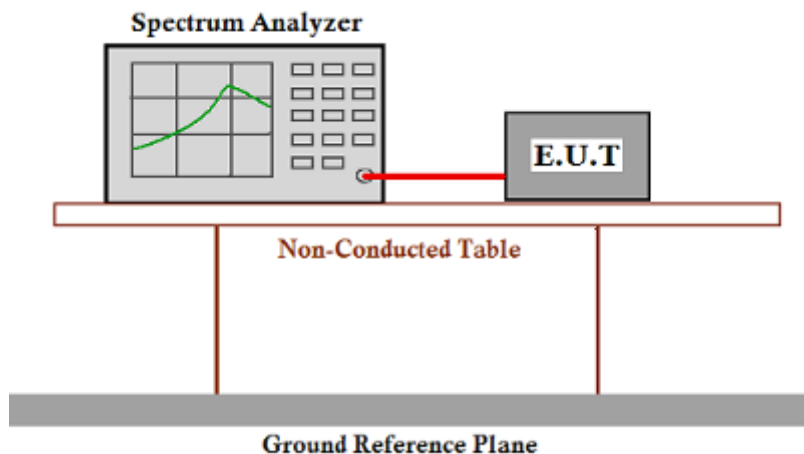 Spectrum Analyzer
E.U.T
Non-Conducted Table
Ground Reference Plane